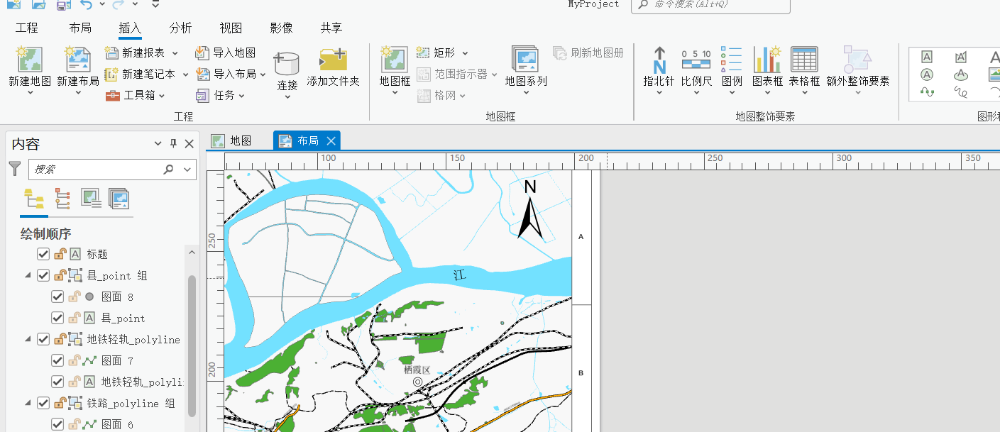 MyProject
命令搜索(Alt+Q)
工程 布局 插入 分析 视图 影像 共享
新建地图 新建布局 新建报表 新建笔记本 工具箱 导入地图 导入布局 任务 连接 添加文件夹
地图框 矩形 范围指示器 格网 地图系列 刷新地图册
指北针 比例尺 图例 图表框 表格框 额外整饰要素
N
0 5 10
A
A
A
A
工程 地图框 地图整饰要素
内容
地图 布局
搜索
100 150 200 250 300 350
绘制顺序
A 标题
县_point 组
图面 8
A 县_point
地铁轻轨_polyline
图面 7
A 地铁轻轨_polyli
铁路_polyline 组
图面 6
250
200
N
A
江
栖霞区
B